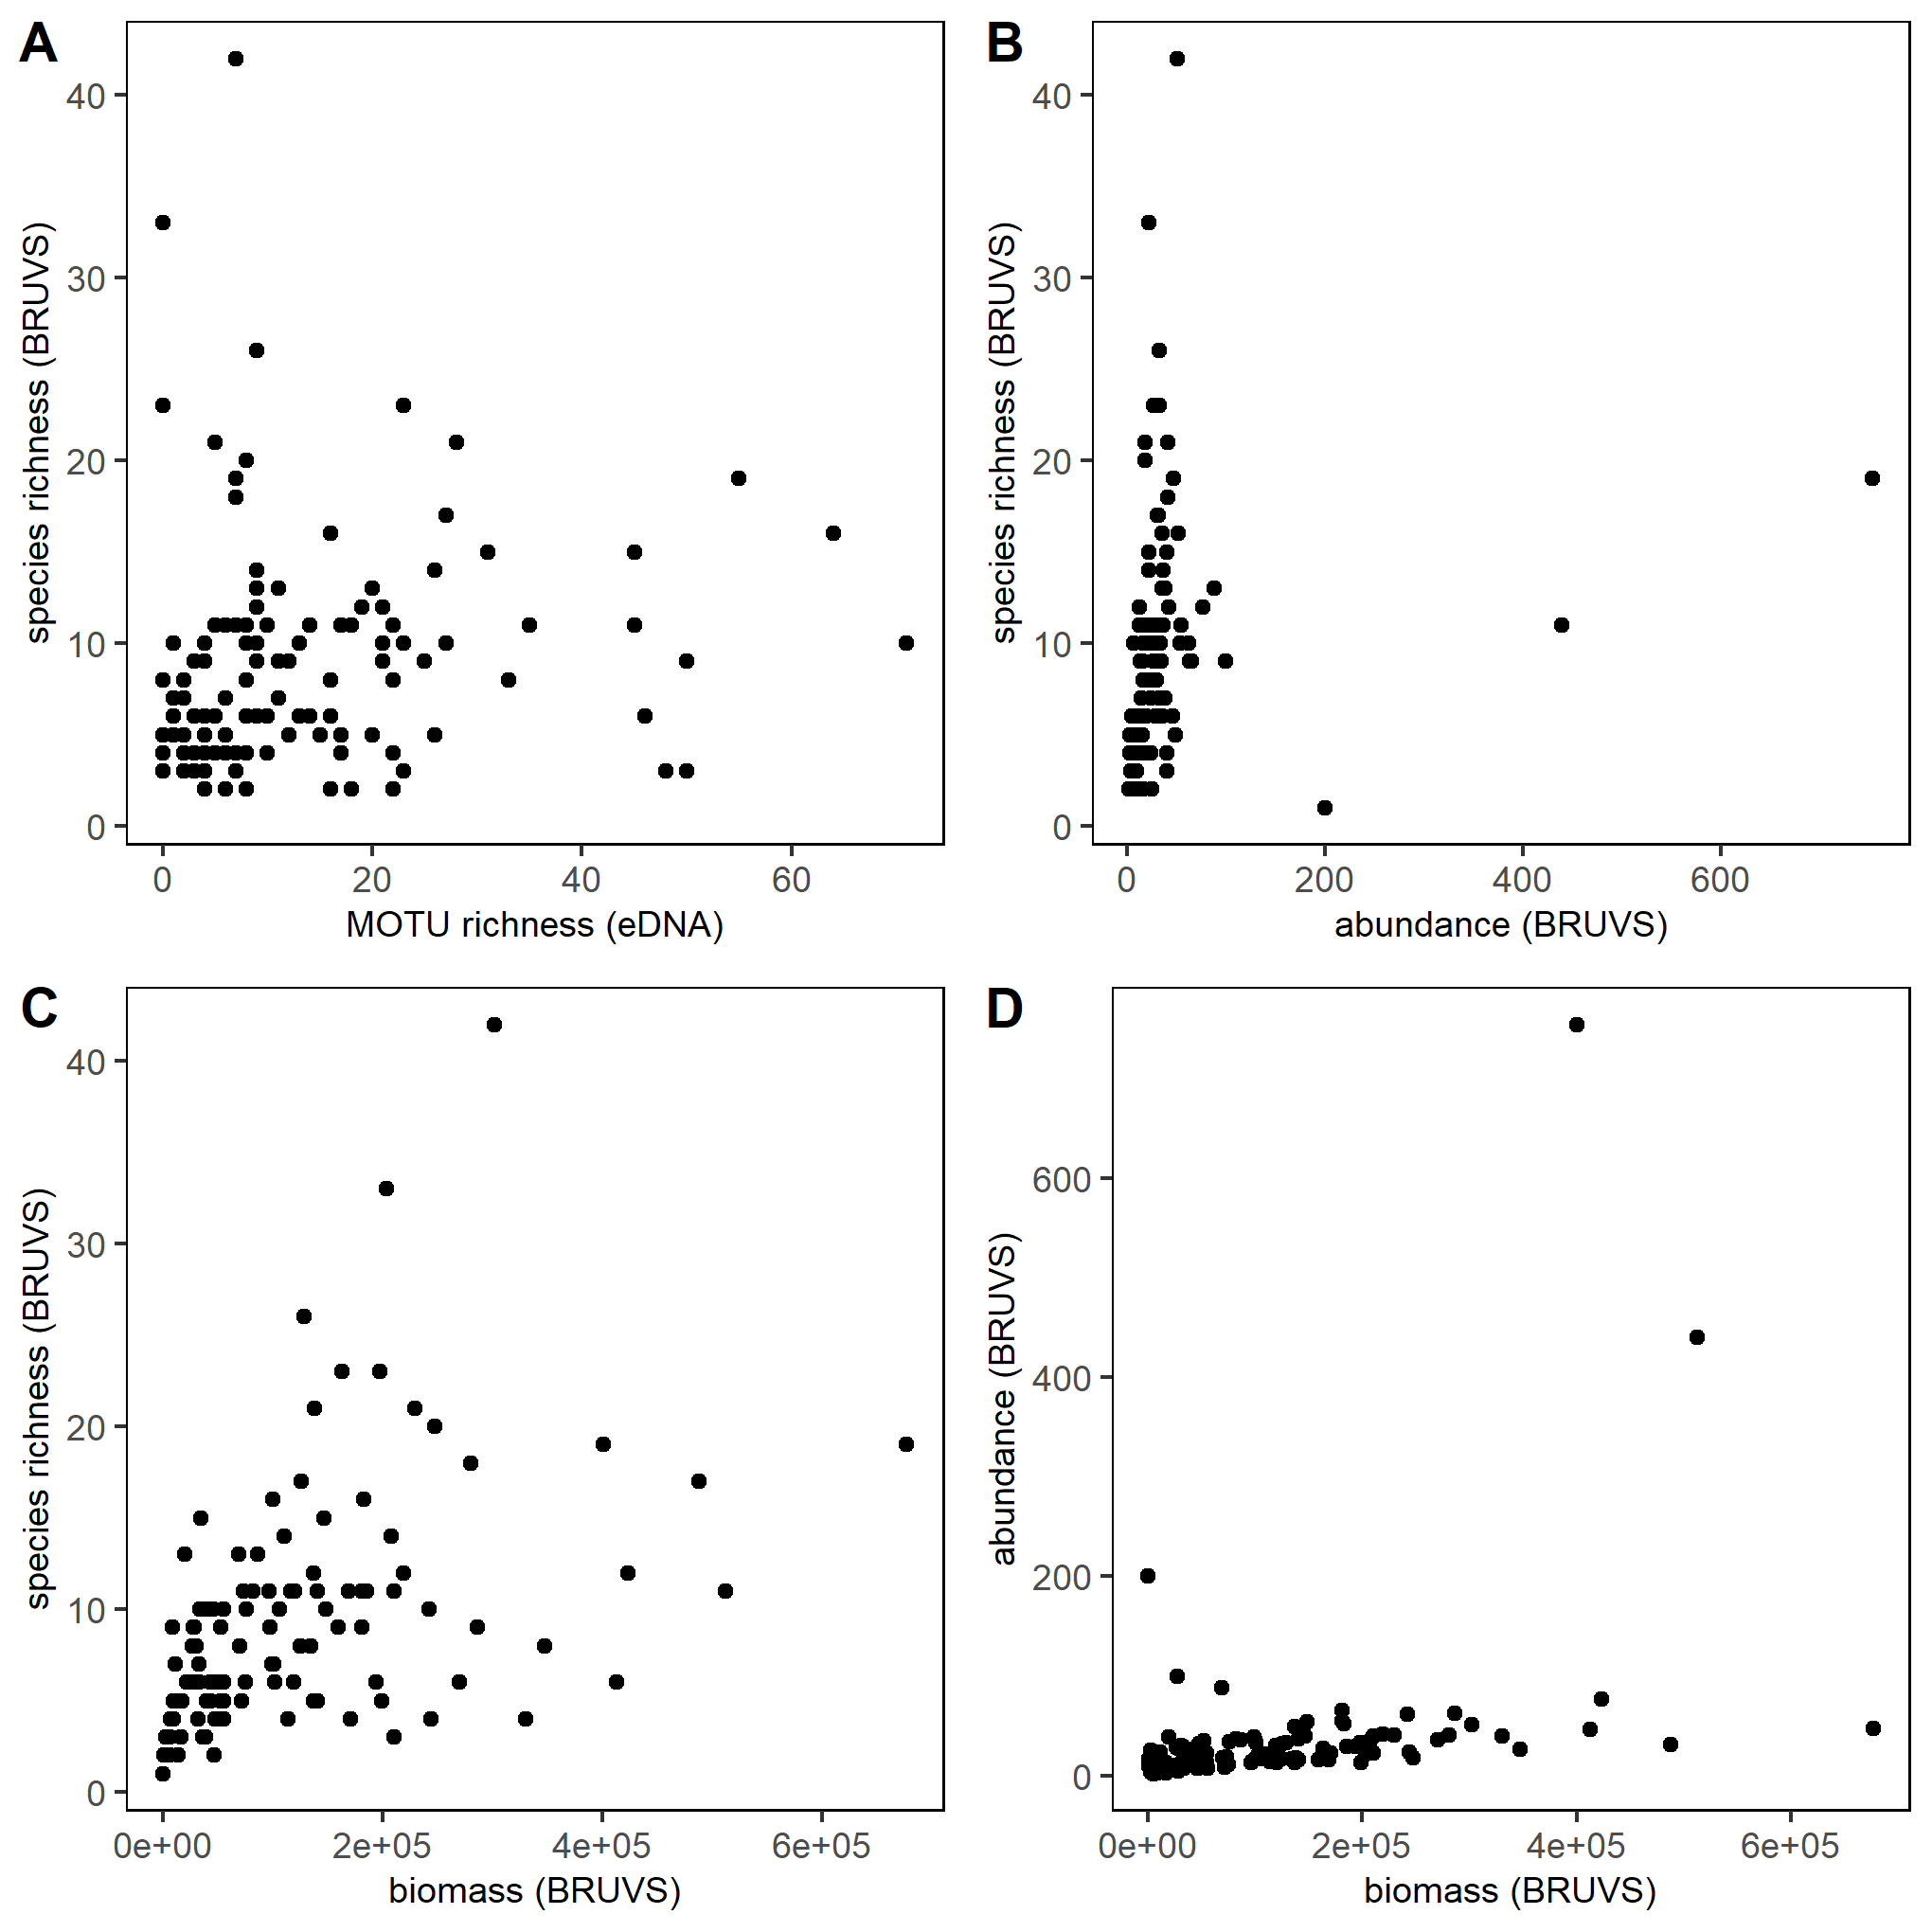 A
species richness (BRUVS)
40
30
20
10
0
0 20 40 60
MOTU richness (eDNA)
B
species richness (BRUVS)
40
30
20
10
0
0 200 400 600
abundance (BRUVS)
C
species richness (BRUVS)
40
30
20
10
0
0e+00 2e+05 4e+05 6e+05
biomass (BRUVS)
D
abundance (BRUVS)
600
400
200
0
0e+00 2e+05 4e+05 6e+05
biomass (BRUVS)